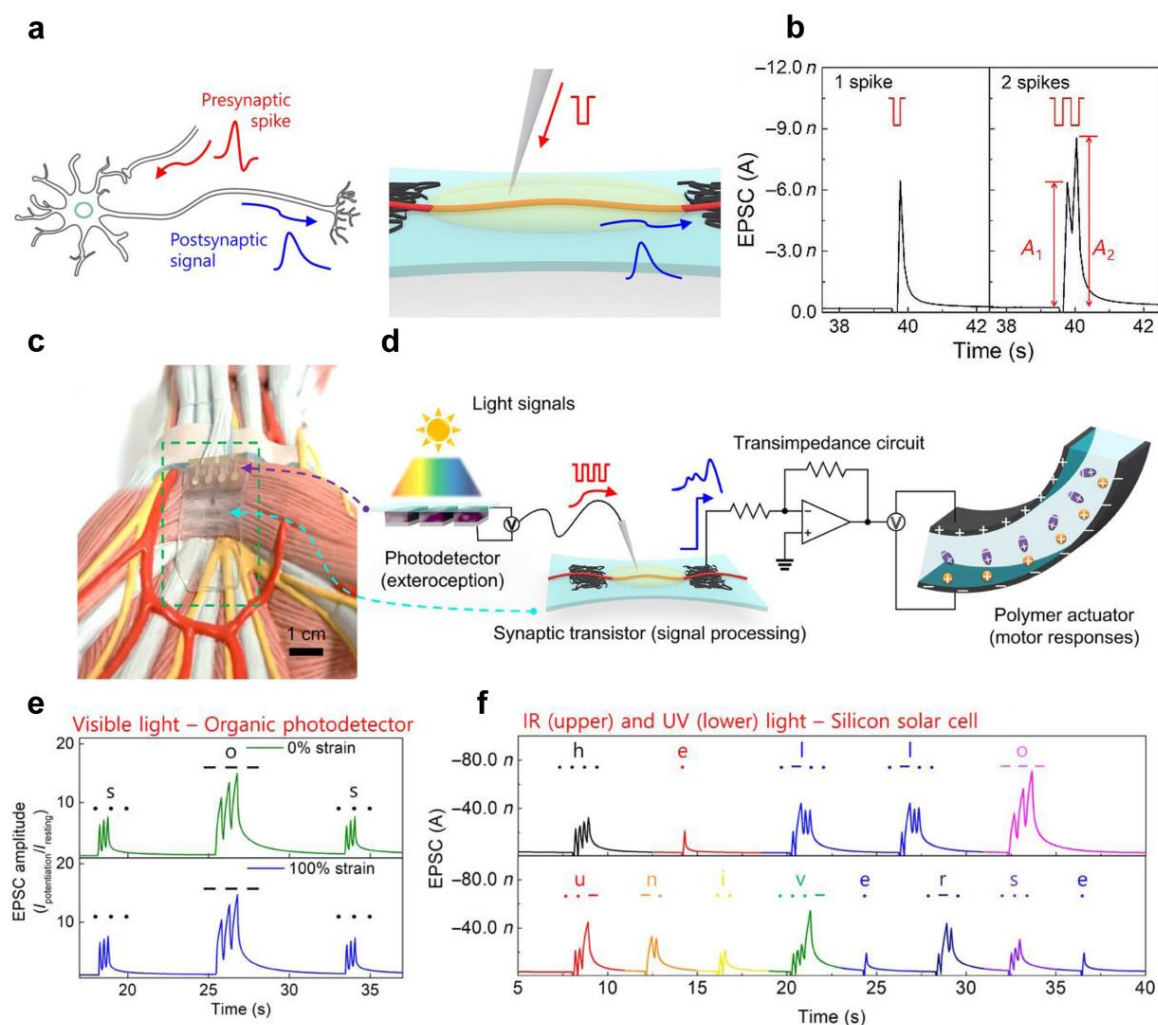 a
Presynaptic
spike
Postsynaptic
signal
b
1 spike
2 spikes
−12.0 n
−9.0 n
−6.0 n
−3.0 n
0.0
EPSC (A)
A1
A2
38 40 42 38 40 42
Time (s)
c
1 cm
d
Light signals
V
Photodetector
(exteroception)
Synaptic transistor (signal processing)
Transimpedance circuit
V
Polymer actuator
(motor responses)
e
Visible light – Organic photodetector
20
10
20
10
EPSC amplitude
(Ipotentiation/Iresting)
0% strain
s o s
100% strain
20 25 30 35
Time (s)
f
IR (upper) and UV (lower) light – Silicon solar cell
−80.0 n
−40.0 n
−80.0 n
−40.0 n
EPSC (A)
h e l l o
u n i v e r s e
5 10 15 20 25 30 35 40
Time (s)